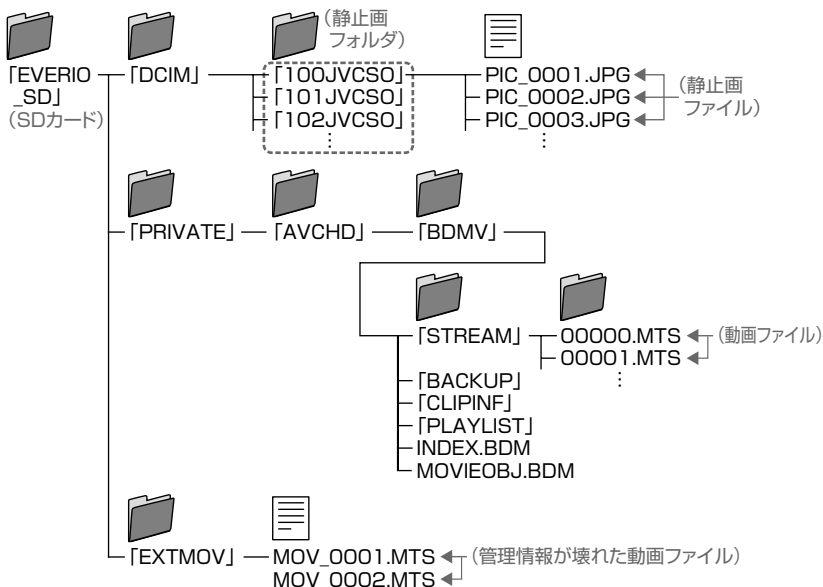 （静止画
フォルダ）
「EVERIO
_SD」
（SDカード）
「DCIM」
「100JVCSO」
「101JVCSO」
「102JVCSO」
⋮
PIC_0001.JPG
PIC_0002.JPG
PIC_0003.JPG
⋮
（静止画
ファイル）
「PRIVATE」
「AVCHD」
「BDMV」
「STREAM」
00000.MTS
（動画ファイル）
00001.MTS
⋮
「BACKUP」
「CLIPINF」
「PLAYLIST」
INDEX.BDM
MOVIEOBJ.BDM
「EXTMOV」
MOV_0001.MTS
（管理情報が壊れた動画ファイル）
MOV_0002.MTS